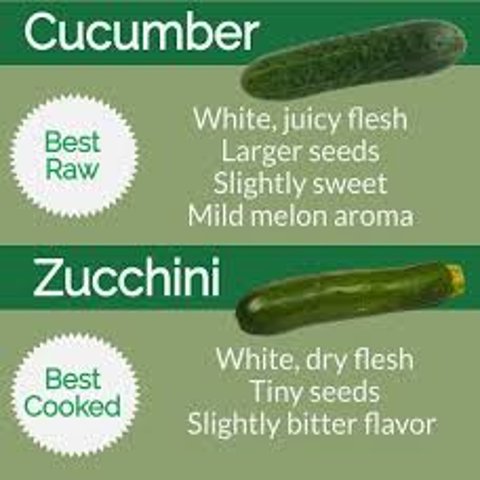 Cucumber
Best
Raw
White, juicy flesh
Larger seeds
Slightly sweet
Mild melon aroma
Zucchini
Best
Cooked
White, dry flesh
Tiny seeds
Slightly bitter flavor